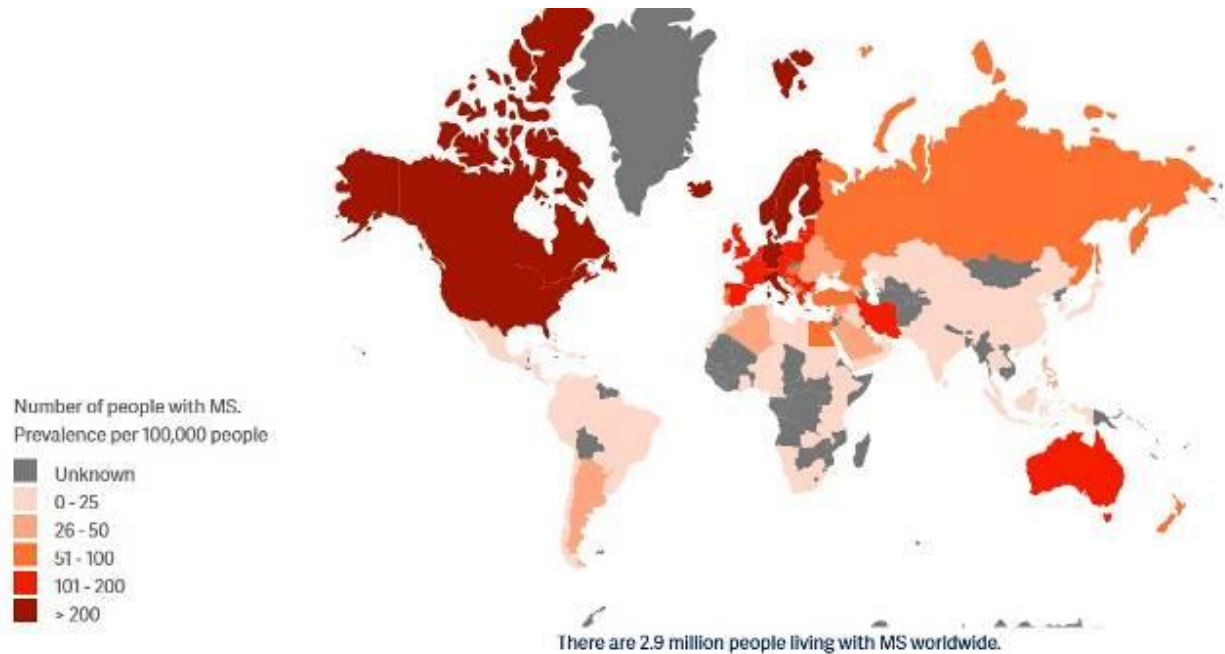 Number of people with MS.
Prevalence per 100,000 people
Unknown
0 - 25
26 - 50
51 - 100
101 - 200
> 200
There are 2.9 million people living with MS worldwide.